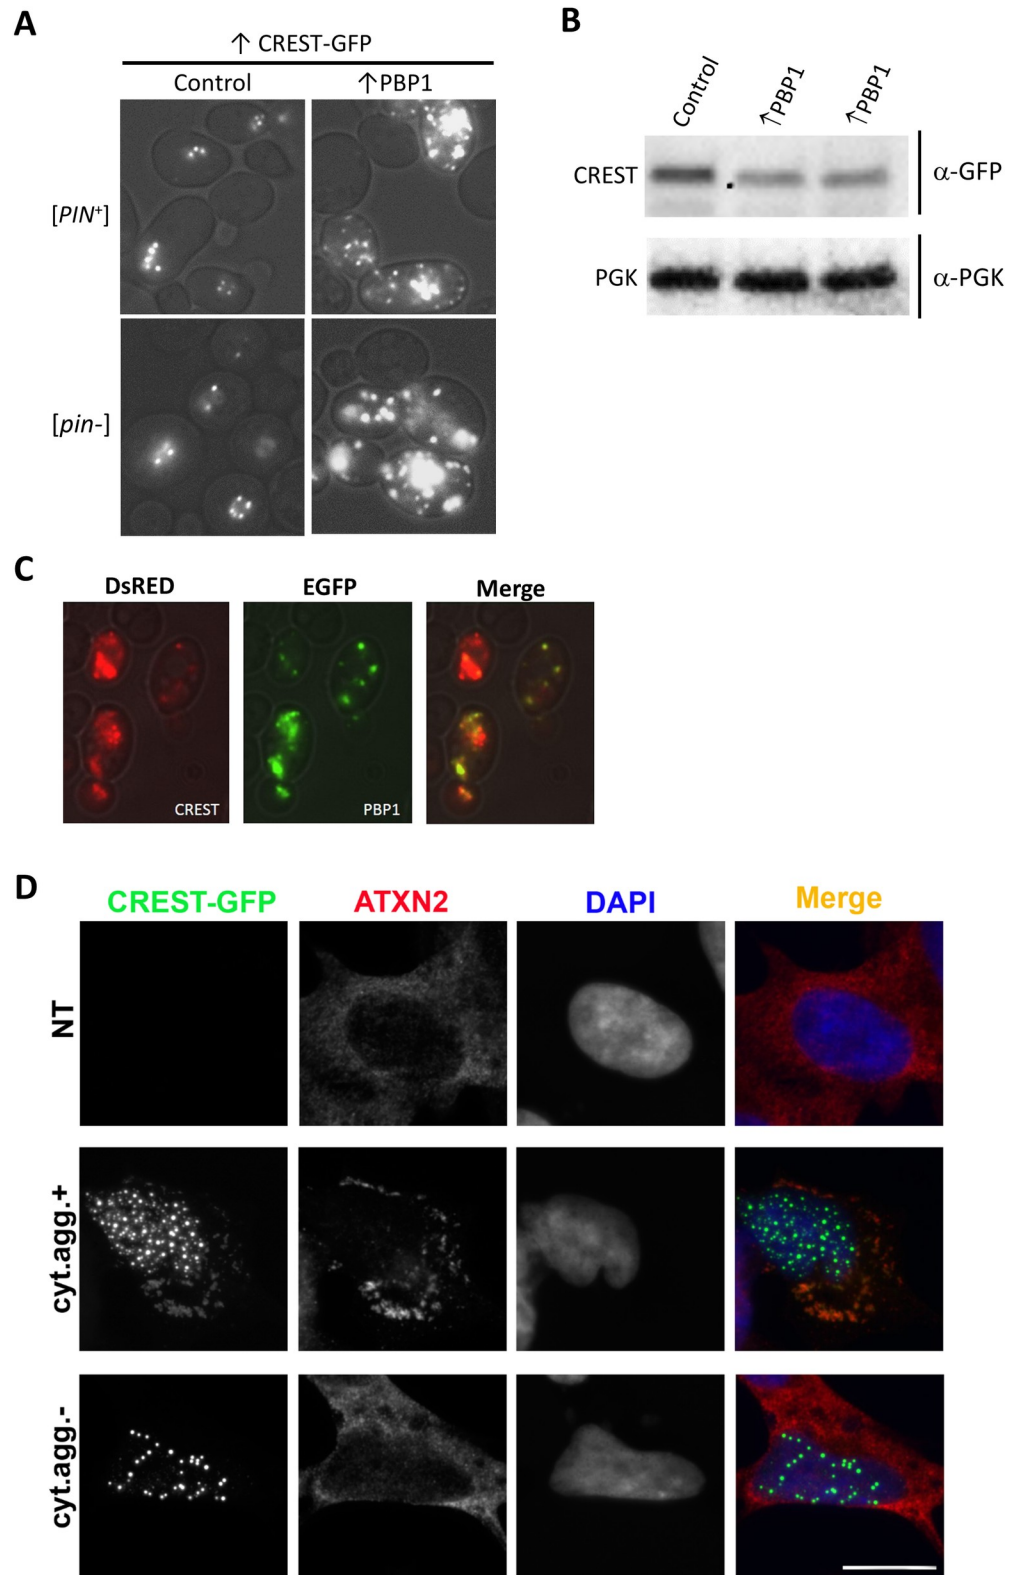 A
↑ CREST-GFP
Control ↑PBP1
[PIN⁺]
[pin-]
B
Control ↑PBP1 ↑PBP1
CREST α-GFP
PGK α-PGK
C
DsRED EGFP Merge
CREST PBP1
D
CREST-GFP ATXN2 DAPI Merge
NT
cyt.agg.+
cyt.agg.-